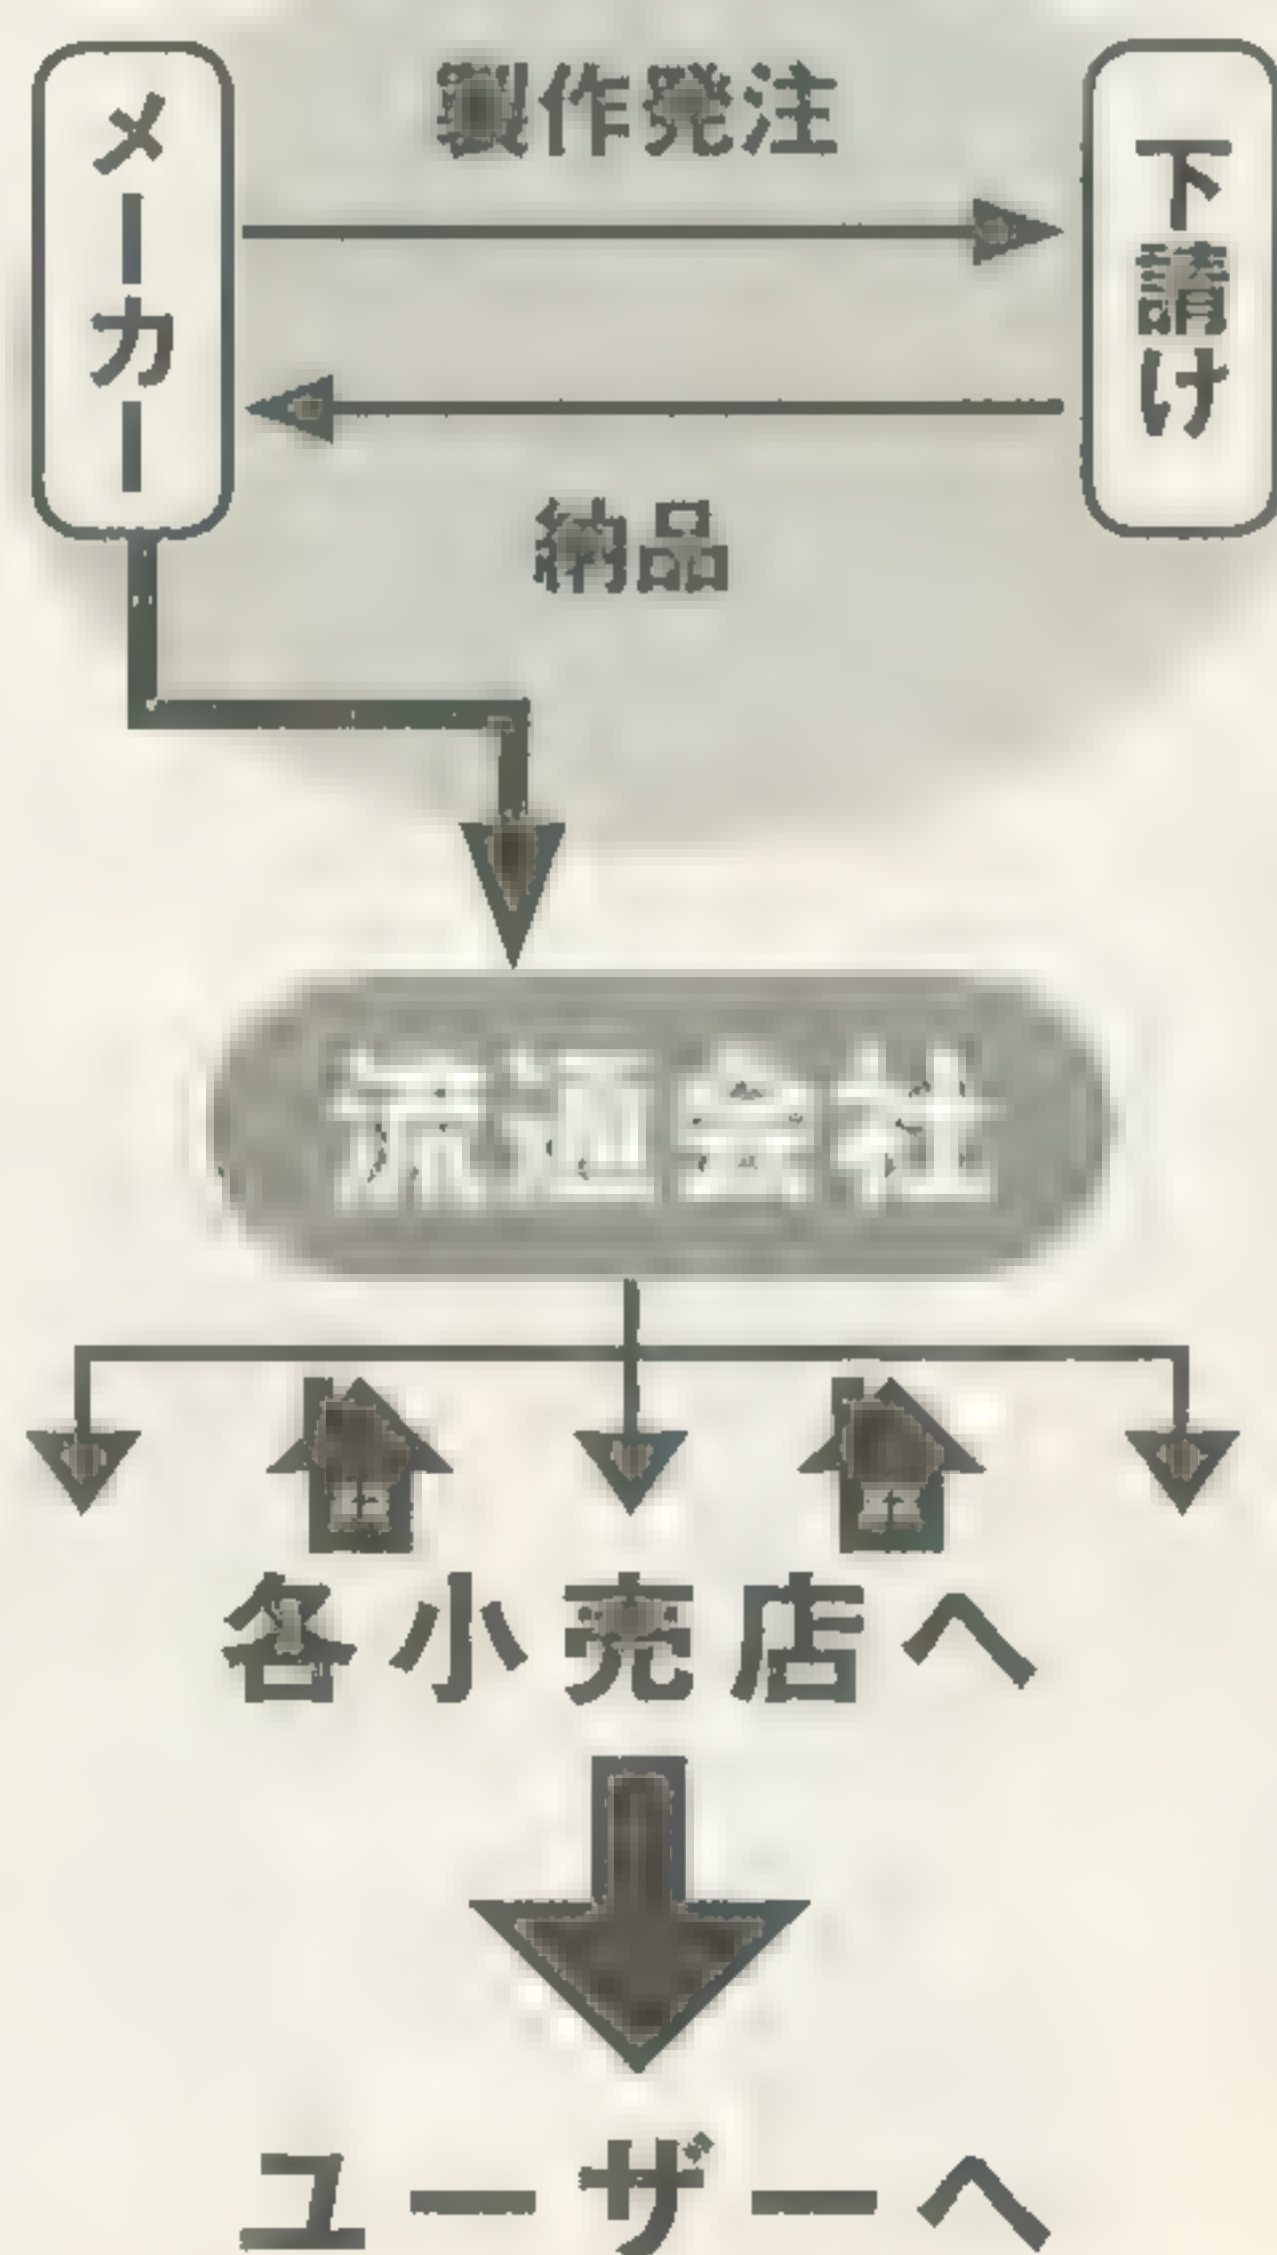 メーカー
製作発注
下請け
納品
流通会社
各小売店へ
ユーザーへ